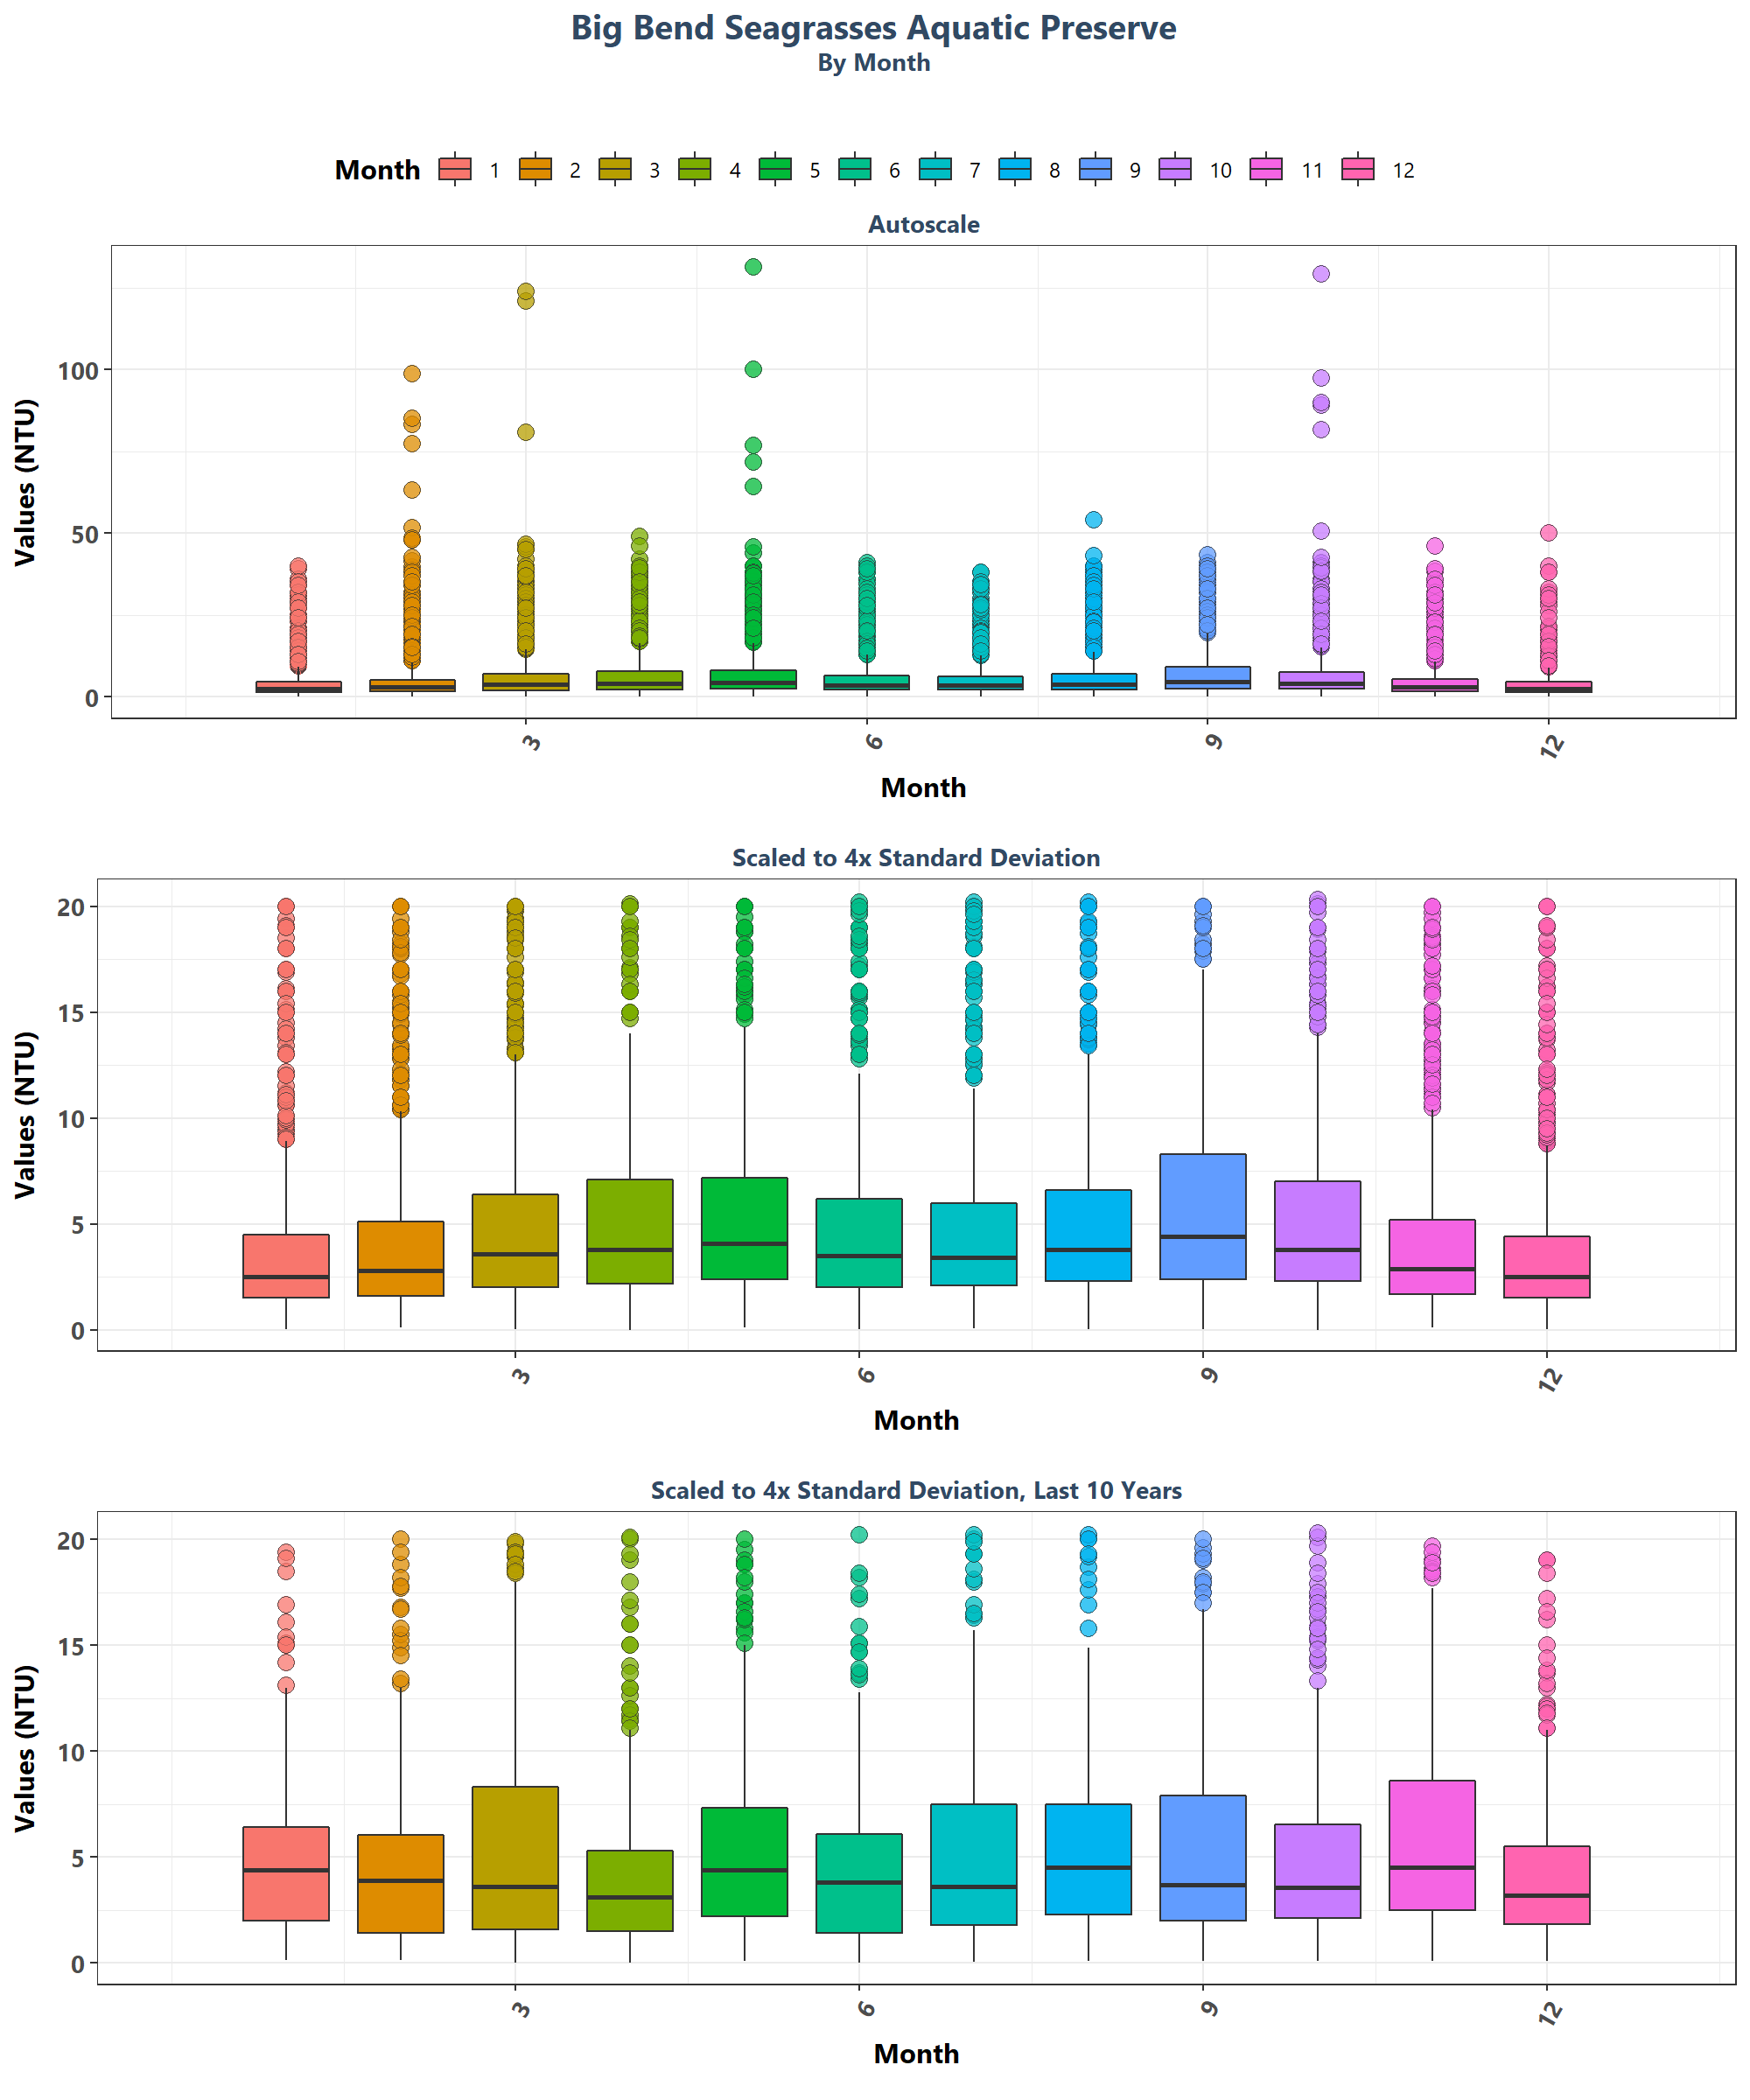 Big Bend Seagrasses Aquatic Preserve
By Month
Month 1 2 3 4 5 6 7 8 9 10 11 12
Autoscale
Values (NTU)
100
50
0
3 6 9 12
Month
Scaled to 4x Standard Deviation
Values (NTU)
20
15
10
5
0
3 6 9 12
Month
Scaled to 4x Standard Deviation, Last 10 Years
Values (NTU)
20
15
10
5
0
3 6 9 12
Month